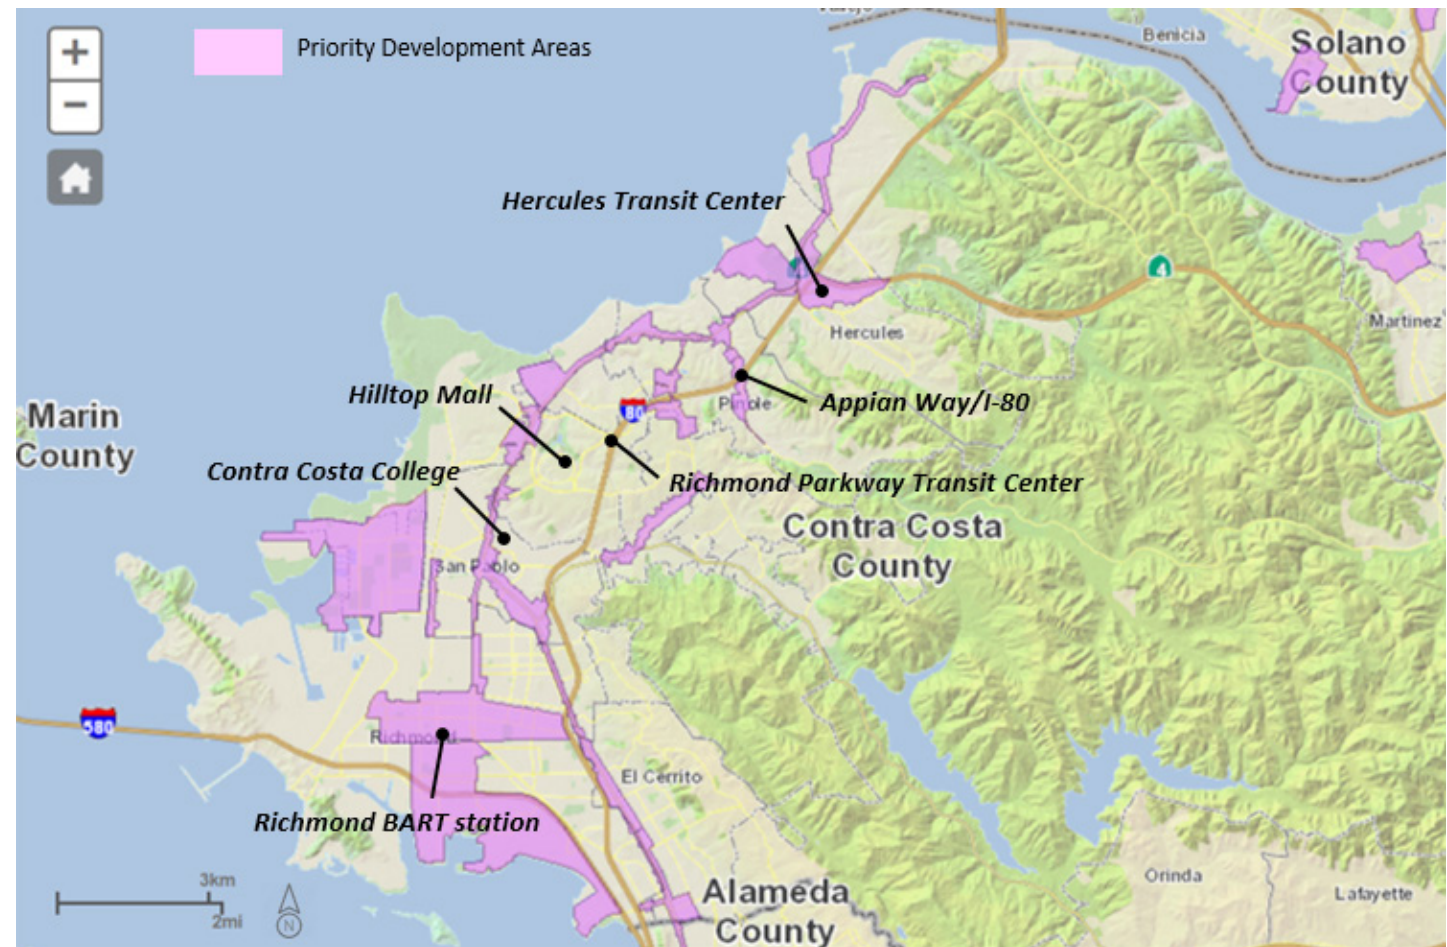 +
−
Priority Development Areas
Benicia
Solano
County
Hercules Transit Center
4
Hercules
Martinez
Hilltop Mall
80
Pinole
Appian Way/I-80
Marin
County
Contra Costa College
Richmond Parkway Transit Center
Contra Costa
County
San Pablo
580
Richmond
El Cerrito
Richmond BART station
3km
2mi
N
Alameda
County
Orinda
Lafayette